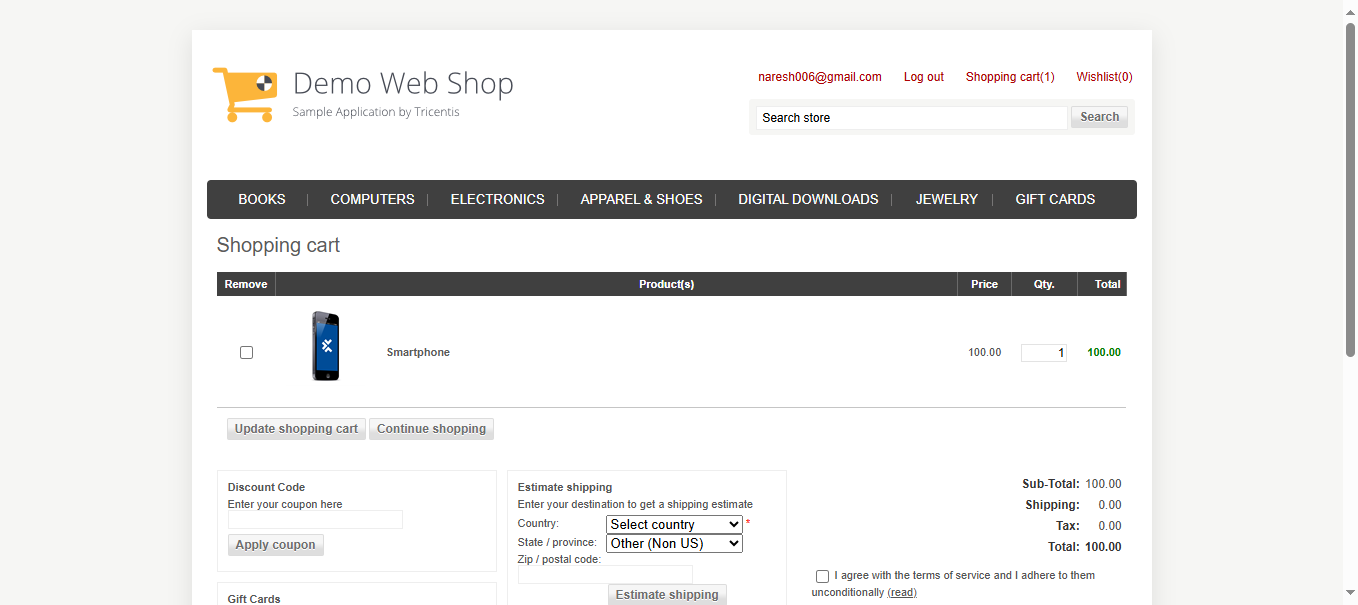 Demo Web Shop
Sample Application by Tricentis
naresh006@gmail.com Log out Shopping cart(1) Wishlist(0)
Search store Search
BOOKS COMPUTERS ELECTRONICS APPAREL & SHOES DIGITAL DOWNLOADS JEWELRY GIFT CARDS
Shopping cart
Remove Product(s) Price Qty. Total
Smartphone 100.00 1 100.00
Update shopping cart Continue shopping
Discount Code
Enter your coupon here
Apply coupon
Gift Cards
Estimate shipping
Enter your destination to get a shipping estimate
Country: Select country *
State / province: Other (Non US)
Zip / postal code:
Estimate shipping
Sub-Total: 100.00
Shipping: 0.00
Tax: 0.00
Total: 100.00
I agree with the terms of service and I adhere to them
unconditionally (read)